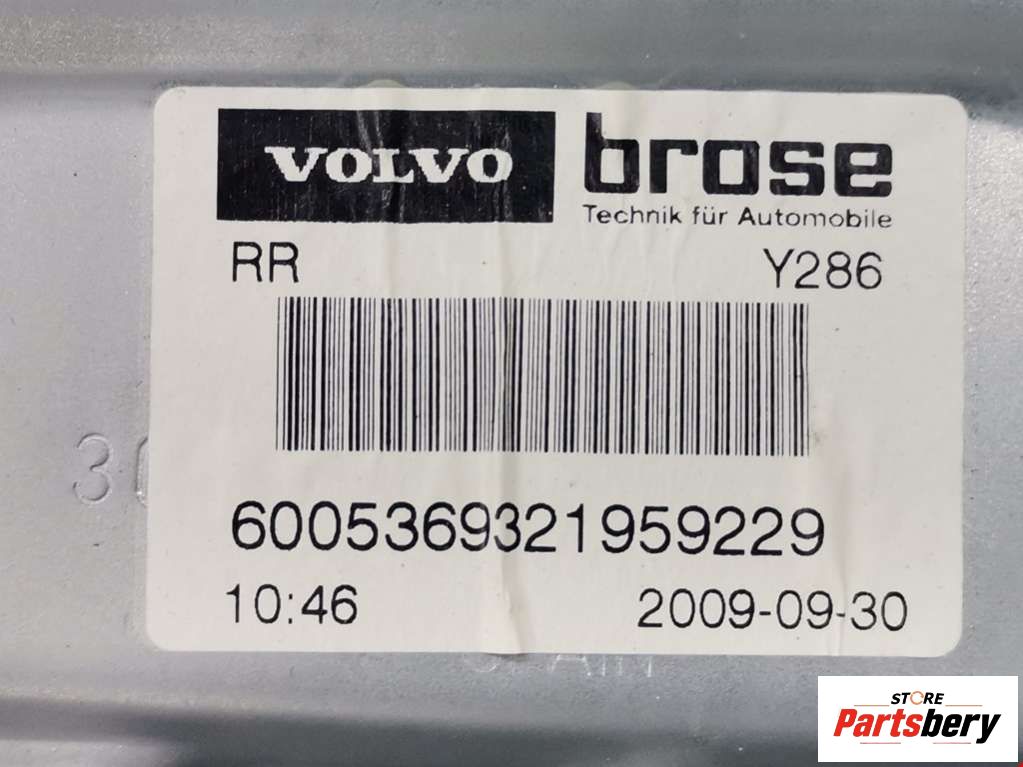 VOLVO
brose
Technik für Automobile
RR
Y286
6005369321959229
10:46
2009-09-30
STORE
Partsbery